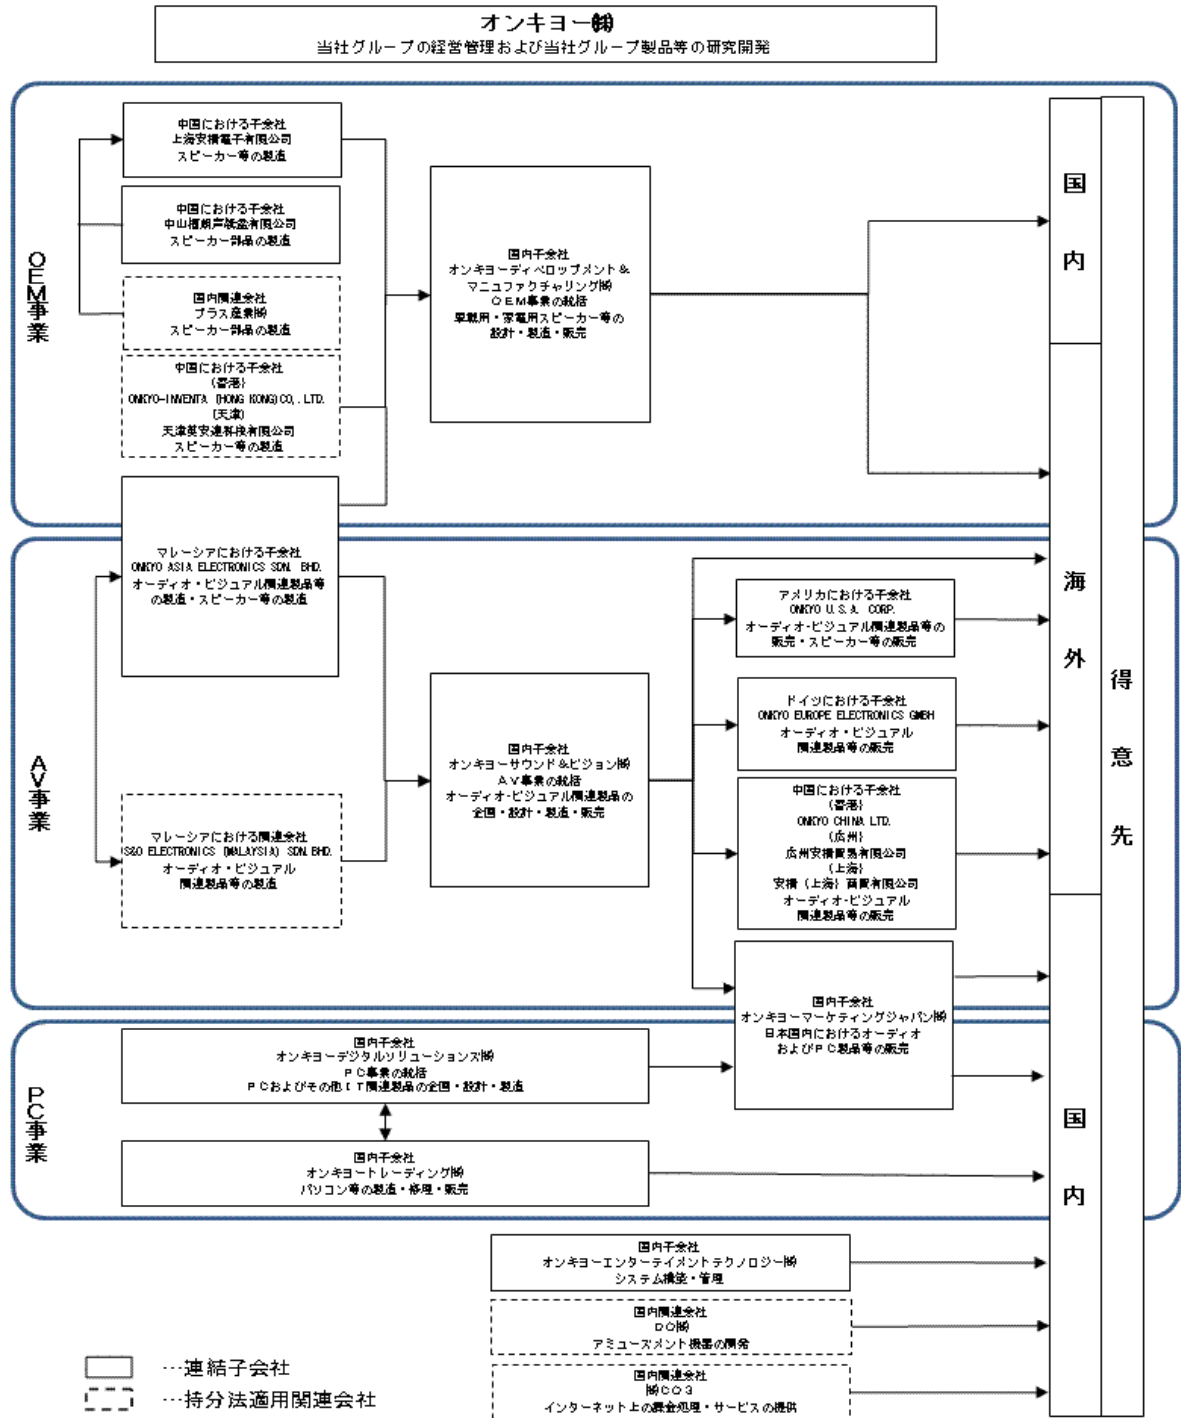 オンキヨー㈱
当社グループの経営管理および当社グループ製品等の研究開発
OEM事業
中国における子会社
上海安橋電子有限公司
スピーカー等の製造
中国における子会社
スピーカー部品の製造
国内関連会社
プラス産業㈱
スピーカー部品の製造
中国における子会社
(香港)
ONKYO-INVENTA (HONG KONG)CO,.LTD.
(天津)
天津英安達科技有限公司
スピーカー等の製造
国内子会社
オンキヨーディベロップメント＆
マニュファクチャリング㈱
OEM事業の統括
車載用・家電用スピーカー等の
設計・製造・販売
マレーシアにおける子会社
ONKYO ASIA ELECTRONICS SDN. BHD.
オーディオ・ビジュアル関連製品等
の製造・スピーカー等の製造
AV事業
マレーシアにおける関連会社
S&O ELECTRONICS (MALAYSIA) SDN.BHD.
オーディオ・ビジュアル
関連製品等の製造
国内子会社
オンキヨーサウンド&ビジョン㈱
AV事業の統括
オーディオ・ビジュアル関連製品の
企画・設計・製造・販売
アメリカにおける子会社
ONKYO U.S.A. CORP.
オーディオ・ビジュアル関連製品等の
販売・スピーカー等の販売
ドイツにおける子会社
ONKYO EUROPE ELECTRONICS GMBH
オーディオ・ビジュアル
関連製品等の販売
中国における子会社
(香港)
ONKYO CHINA LTD.
(広州)
広州安橋貿易有限公司
(上海)
安橋（上海）商貿有限公司
オーディオ・ビジュアル
関連製品等の販売
国内子会社
オンキヨーマーケティングジャパン㈱
日本国内におけるオーディオ
およびPC製品等の販売
PC事業
国内子会社
オンキヨーデジタルソリューションズ㈱
PC事業の統括
PCおよびその他IT関連製品の企画・設計・製造
国内子会社
オンキヨートレーディング㈱
パソコン等の製造・修理・販売
国内子会社
オンキヨーエンターテイメントテクノロジー㈱
システム構築・管理
国内関連会社
DO㈱
アミューズメント機器の開発
国内関連会社
㈱CO3
インターネット上の課金処理・サービスの提供
国内
海外
国内
得意先
…連結子会社
…持分法適用関連会社